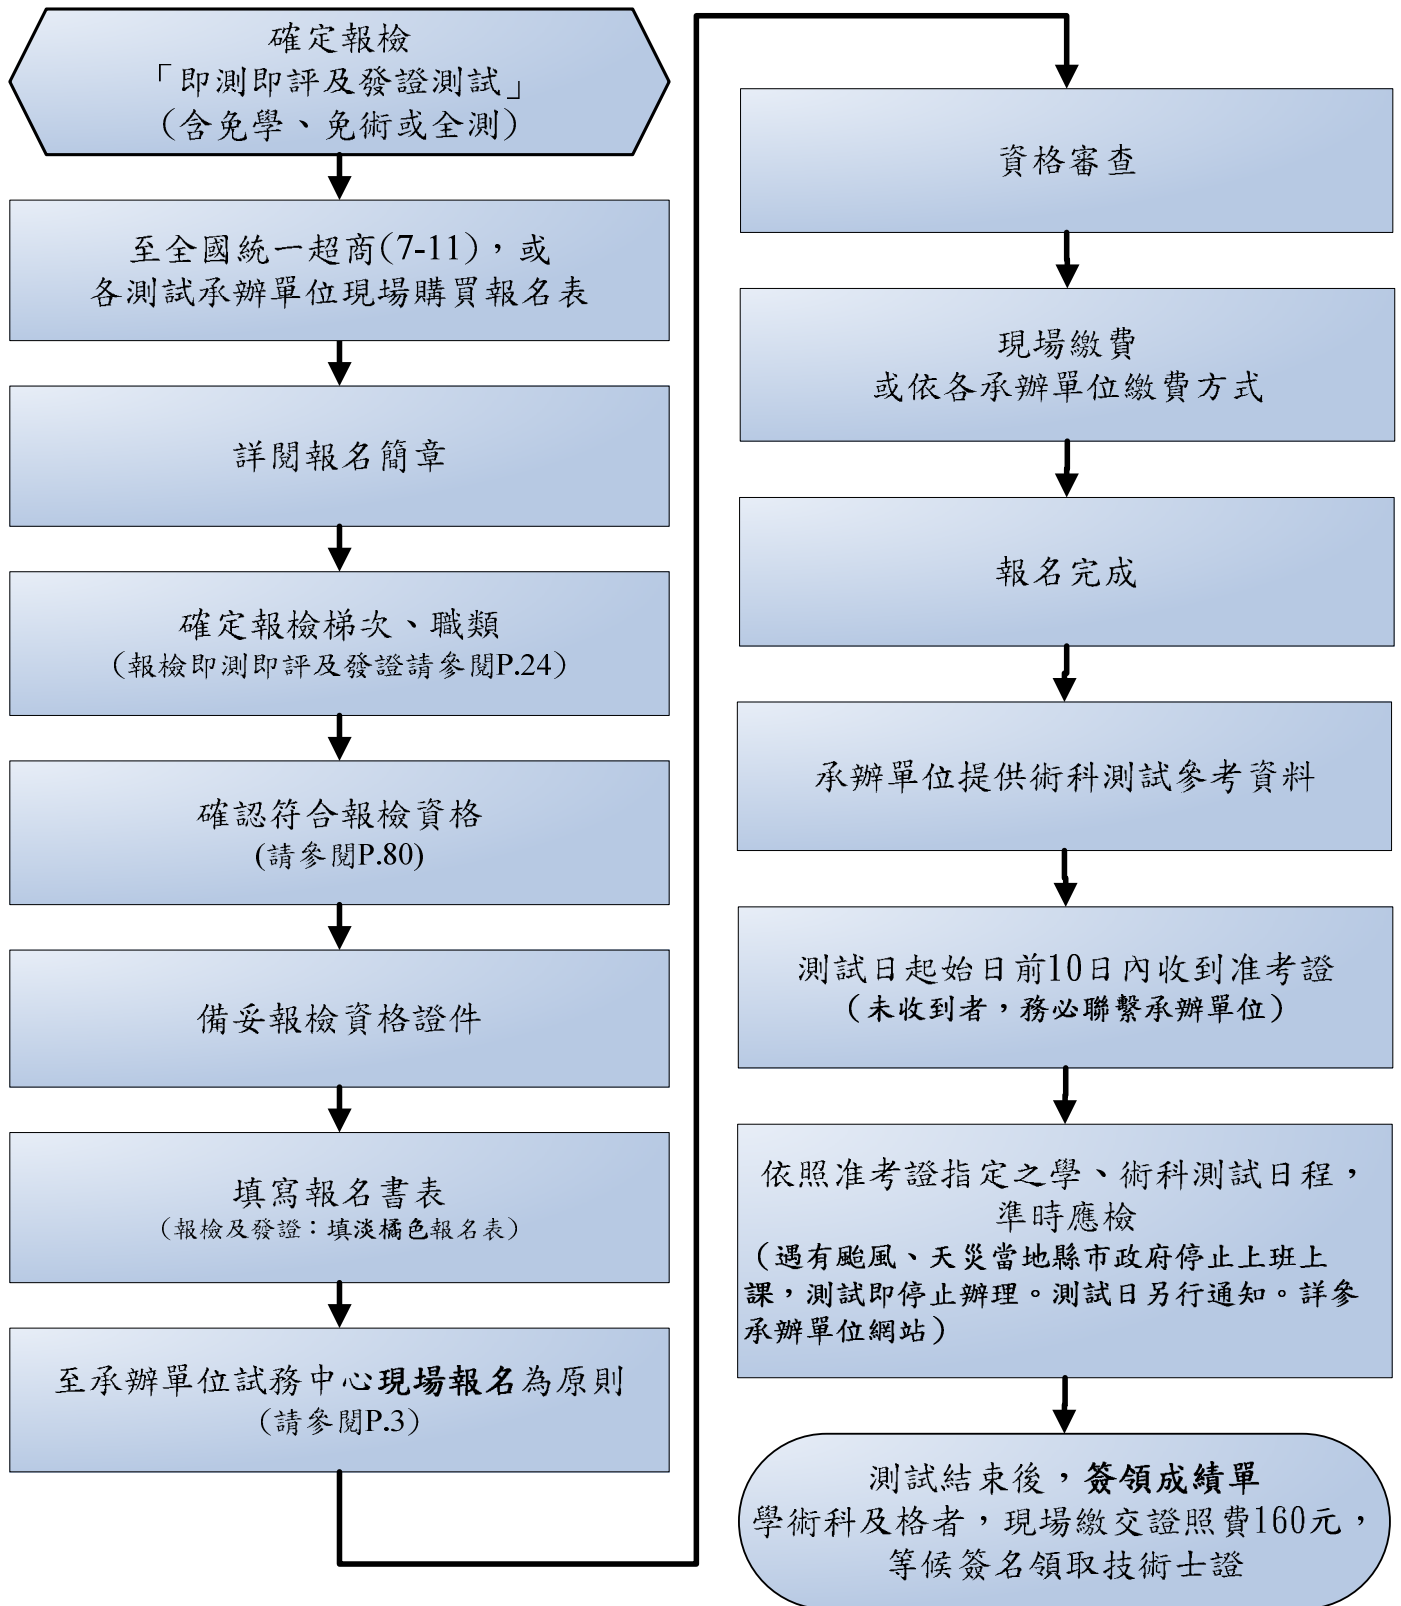 確定報檢
「即測即評及發證測試」
（含免學、免術或全測）
至全國統一超商(7-11)，或
各測試承辦單位現場購買報名表
詳閱報名簡章
確定報檢梯次、職類
（報檢即測即評及發證請參閱P.24）
確認符合報檢資格
(請參閱P.80)
備妥報檢資格證件
填寫報名書表
（報檢及發證：填淡橘色報名表）
至承辦單位試務中心現場報名為原則
（請參閱P.3）
資格審查
現場繳費
或依各承辦單位繳費方式
報名完成
承辦單位提供術科測試參考資料
測試日起始日前10日內收到准考證
（未收到者，務必聯繫承辦單位）
依照准考證指定之學、術科測試日程，
準時應檢
（遇有颱風、天災當地縣市政府停止上班上
課，測試即停止辦理。測試日另行通知。詳參
承辦單位網站）
測試結束後，簽領成績單
學術科及格者，現場繳交證照費160元，
等候簽名領取技術士證